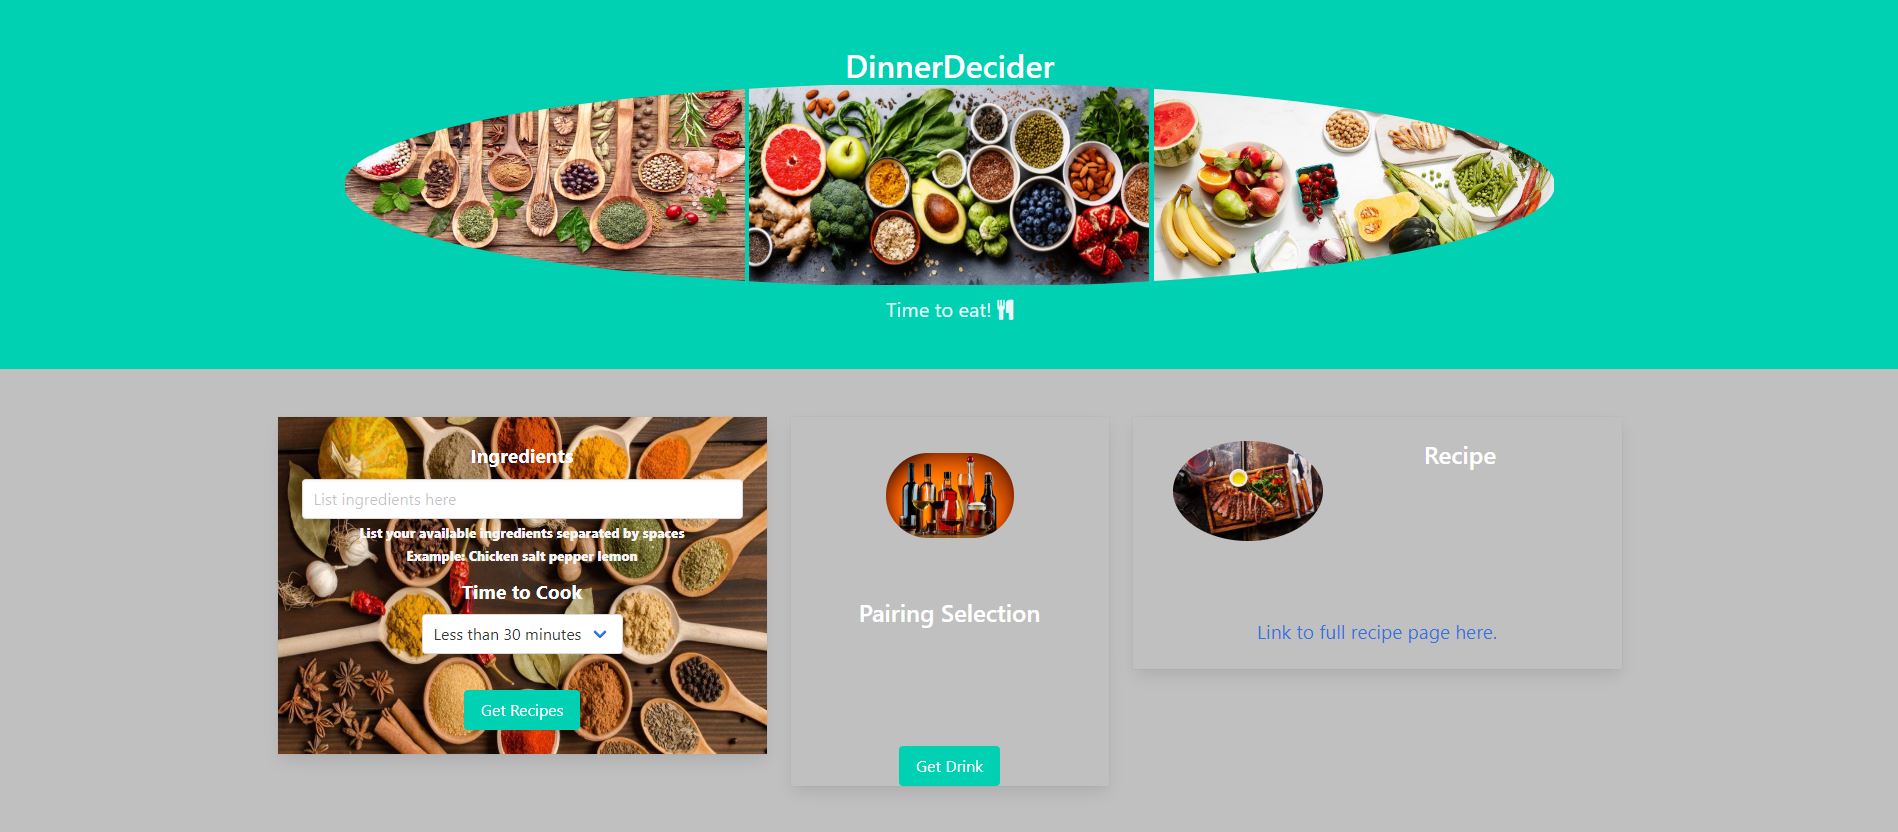 DinnerDecider
Time to eat!
Ingredients
List ingredients here
List your available ingredients separated by spaces
Example: Chicken salt pepper lemon
Time to Cook
Less than 30 minutes
Get Recipes
Pairing Selection
Get Drink
Recipe
Link to full recipe page here.